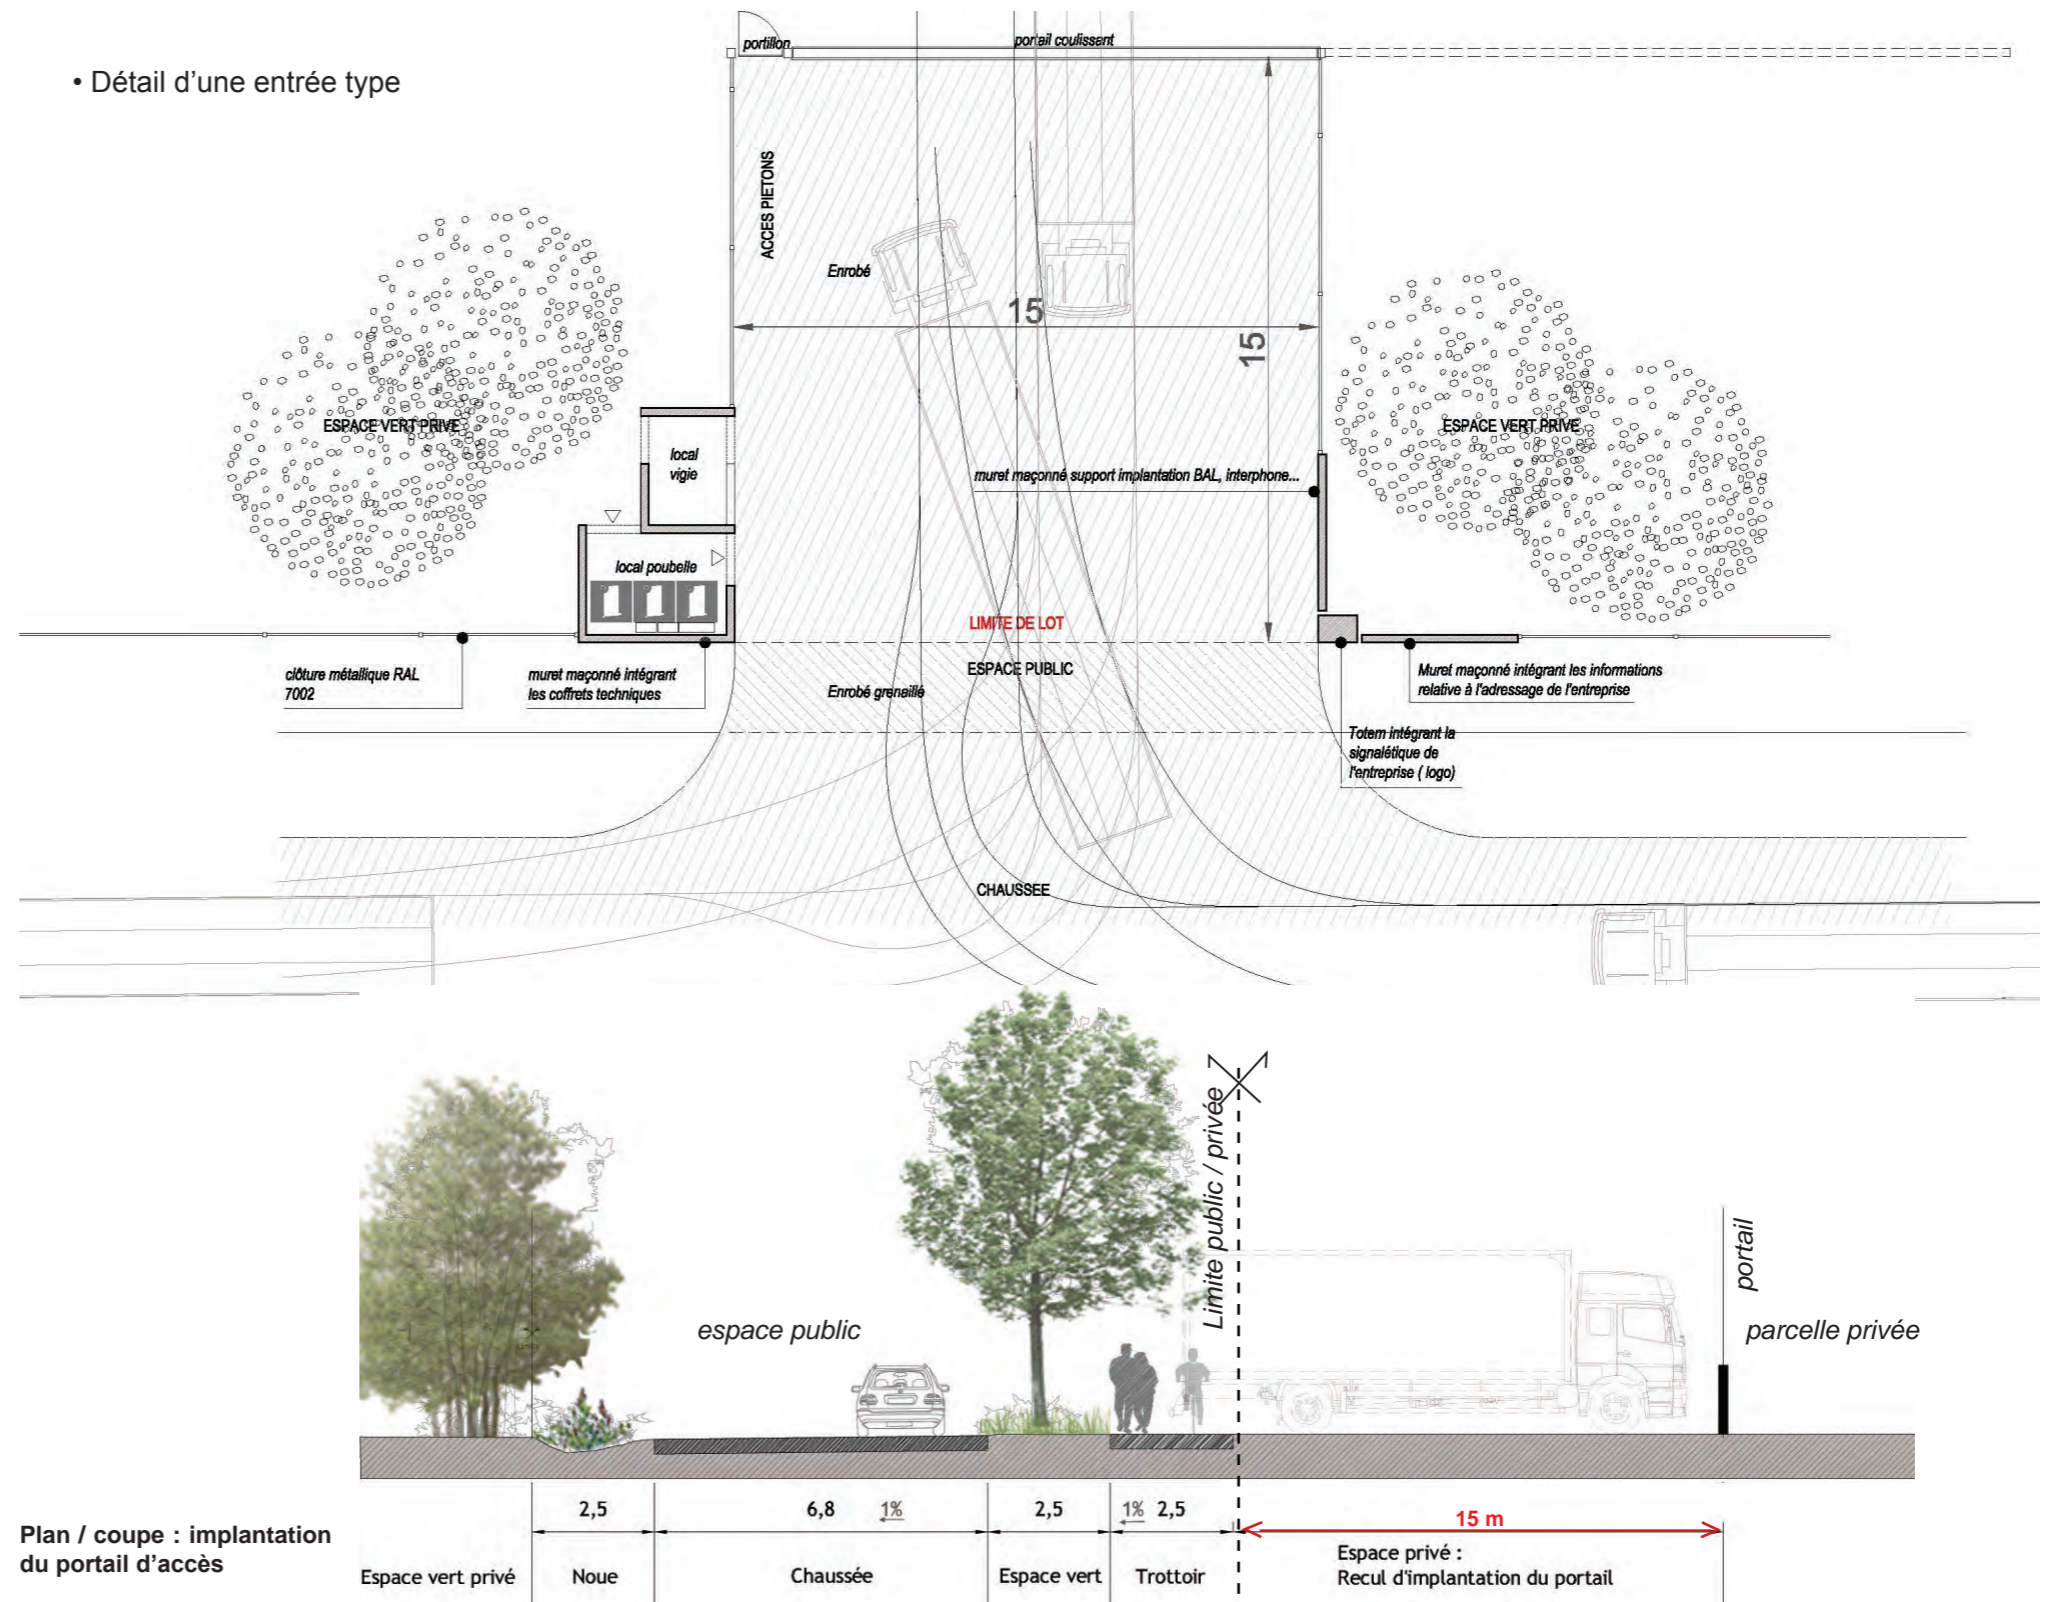 portillon
portail coulissant
• Détail d'une entrée type
ACCES PIETONS
Enrobé
15
15
ESPACE VERT PRIVE
ESPACE VERT PRIVE
local
vigie
muret maçonné support implantation BAL, interphone...
local poubelle
LIMITE DE LOT
ESPACE PUBLIC
clôture métallique RAL
7002
muret maçonné intégrant
les coffrets techniques
Enrobé grenaillé
Muret maçonné intégrant les informations
relative à l'adressage de l'entreprise
Totem intégrant la
signalétique de
l'entreprise ( logo)
CHAUSSEE
Limite public / privée
portail
espace public
parcelle privée
2,5
6,8
1%
2,5
1%
2,5
15 m
Plan / coupe : implantation
du portail d'accès
Espace vert privé
Noue
Chaussée
Espace vert
Trottoir
Espace privé :
Recul d'implantation du portail